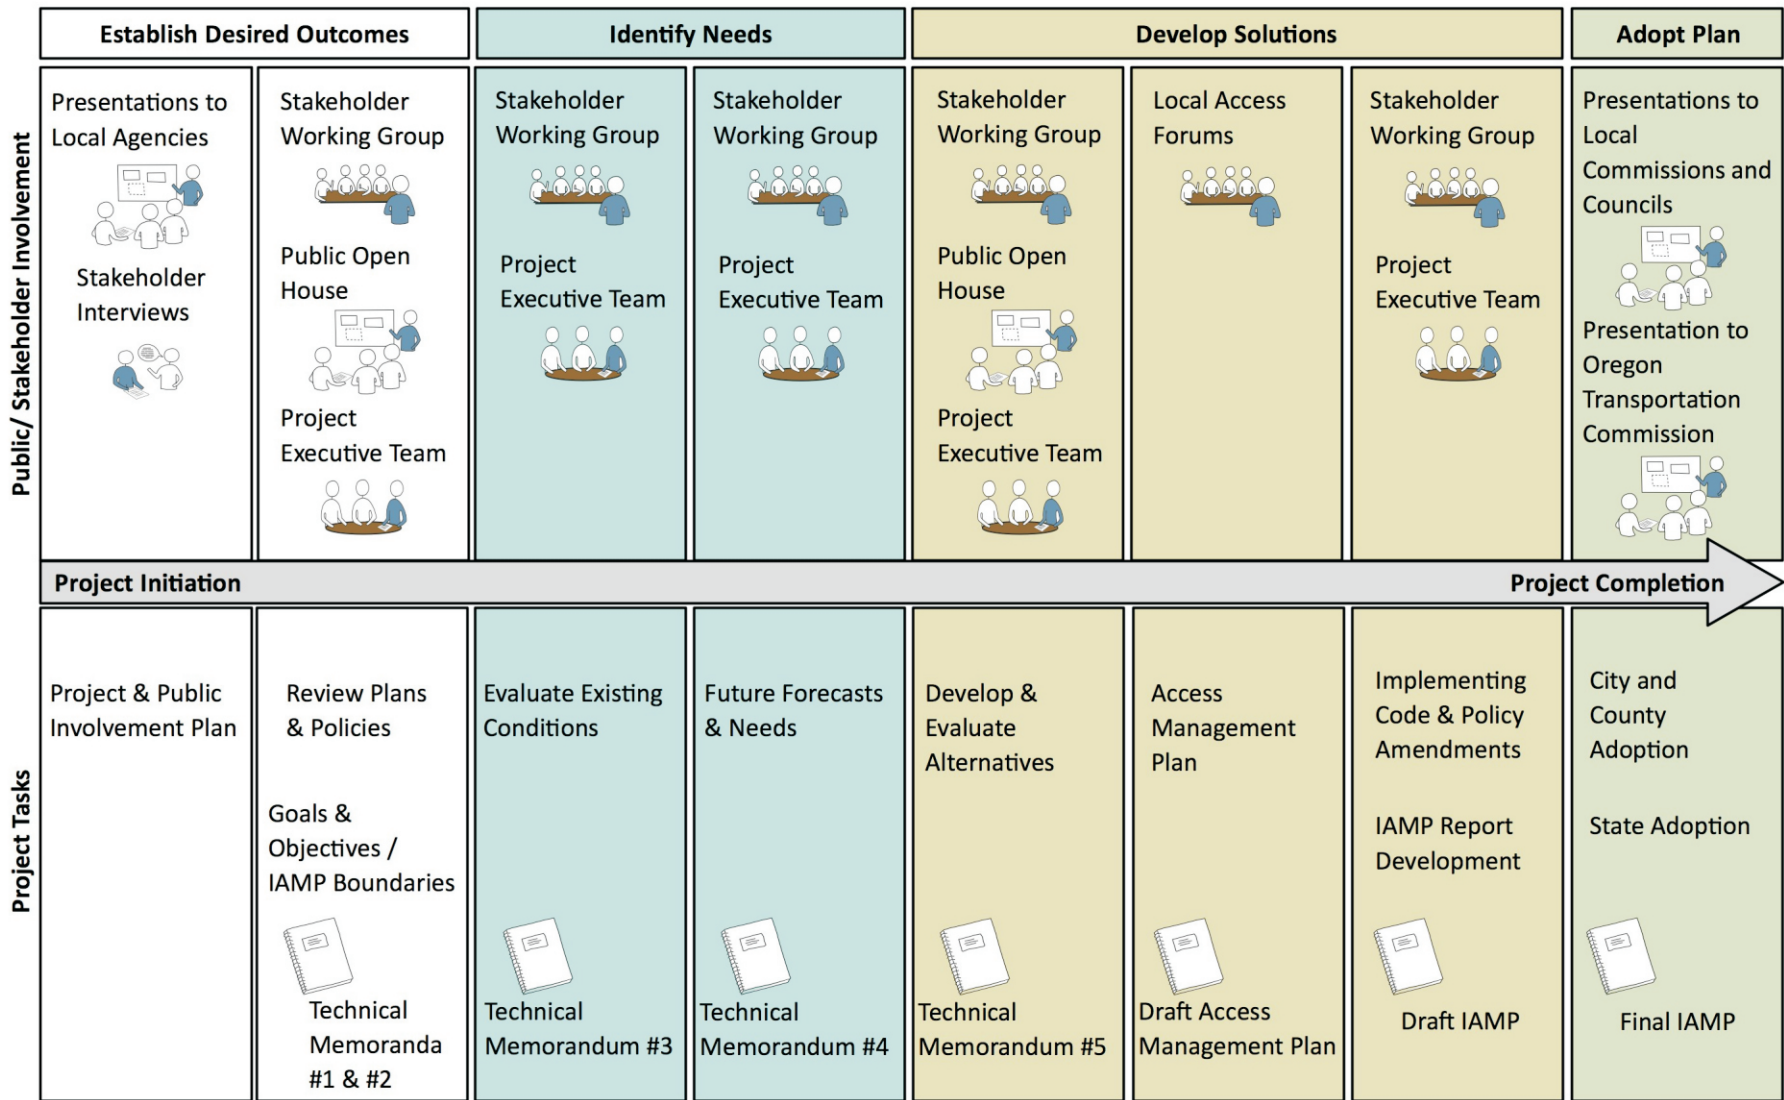 Establish Desired Outcomes
Identify Needs
Develop Solutions
Adopt Plan
Public/ Stakeholder Involvement
Presentations to
Local Agencies
Stakeholder
Interviews
Stakeholder
Working Group
Public Open
House
Project
Executive Team
Stakeholder
Working Group
Project
Executive Team
Stakeholder
Working Group
Project
Executive Team
Stakeholder
Working Group
Public Open
House
Project
Executive Team
Local Access
Forums
Stakeholder
Working Group
Project
Executive Team
Presentations to
Local
Commissions and
Councils
Presentation to
Oregon
Transportation
Commission
Project Initiation
Project Completion
Project Tasks
Project & Public
Involvement Plan
Review Plans
& Policies
Goals &
Objectives /
IAMP Boundaries
Technical
Memoranda
#1 & #2
Evaluate Existing
Conditions
Technical
Memorandum #3
Future Forecasts
& Needs
Technical
Memorandum #4
Develop &
Evaluate
Alternatives
Technical
Memorandum #5
Access
Management
Plan
Draft Access
Management Plan
Implementing
Code & Policy
Amendments
IAMP Report
Development
Draft IAMP
City and
County
Adoption
State Adoption
Final IAMP